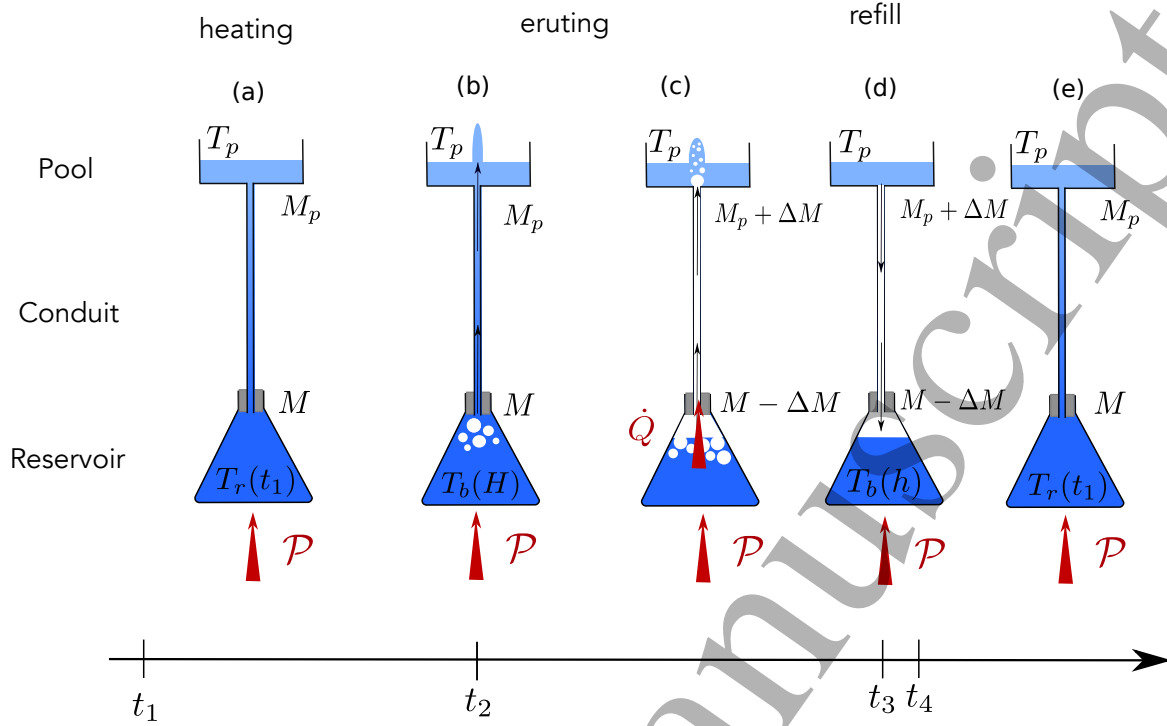 heating eruting refill
(a) (b) (c) (d) (e)
Pool
T_p T_p T_p T_p T_p
M_p M_p M_p + ΔM M_p + ΔM M_p
Conduit
M M M − ΔM M − ΔM M
Q̇
Reservoir
T_r(t_1) T_b(H) T_b(h) T_r(t_1)
𝒫 𝒫 𝒫 𝒫 𝒫
t_1 t_2 t_3 t_4
anuscript